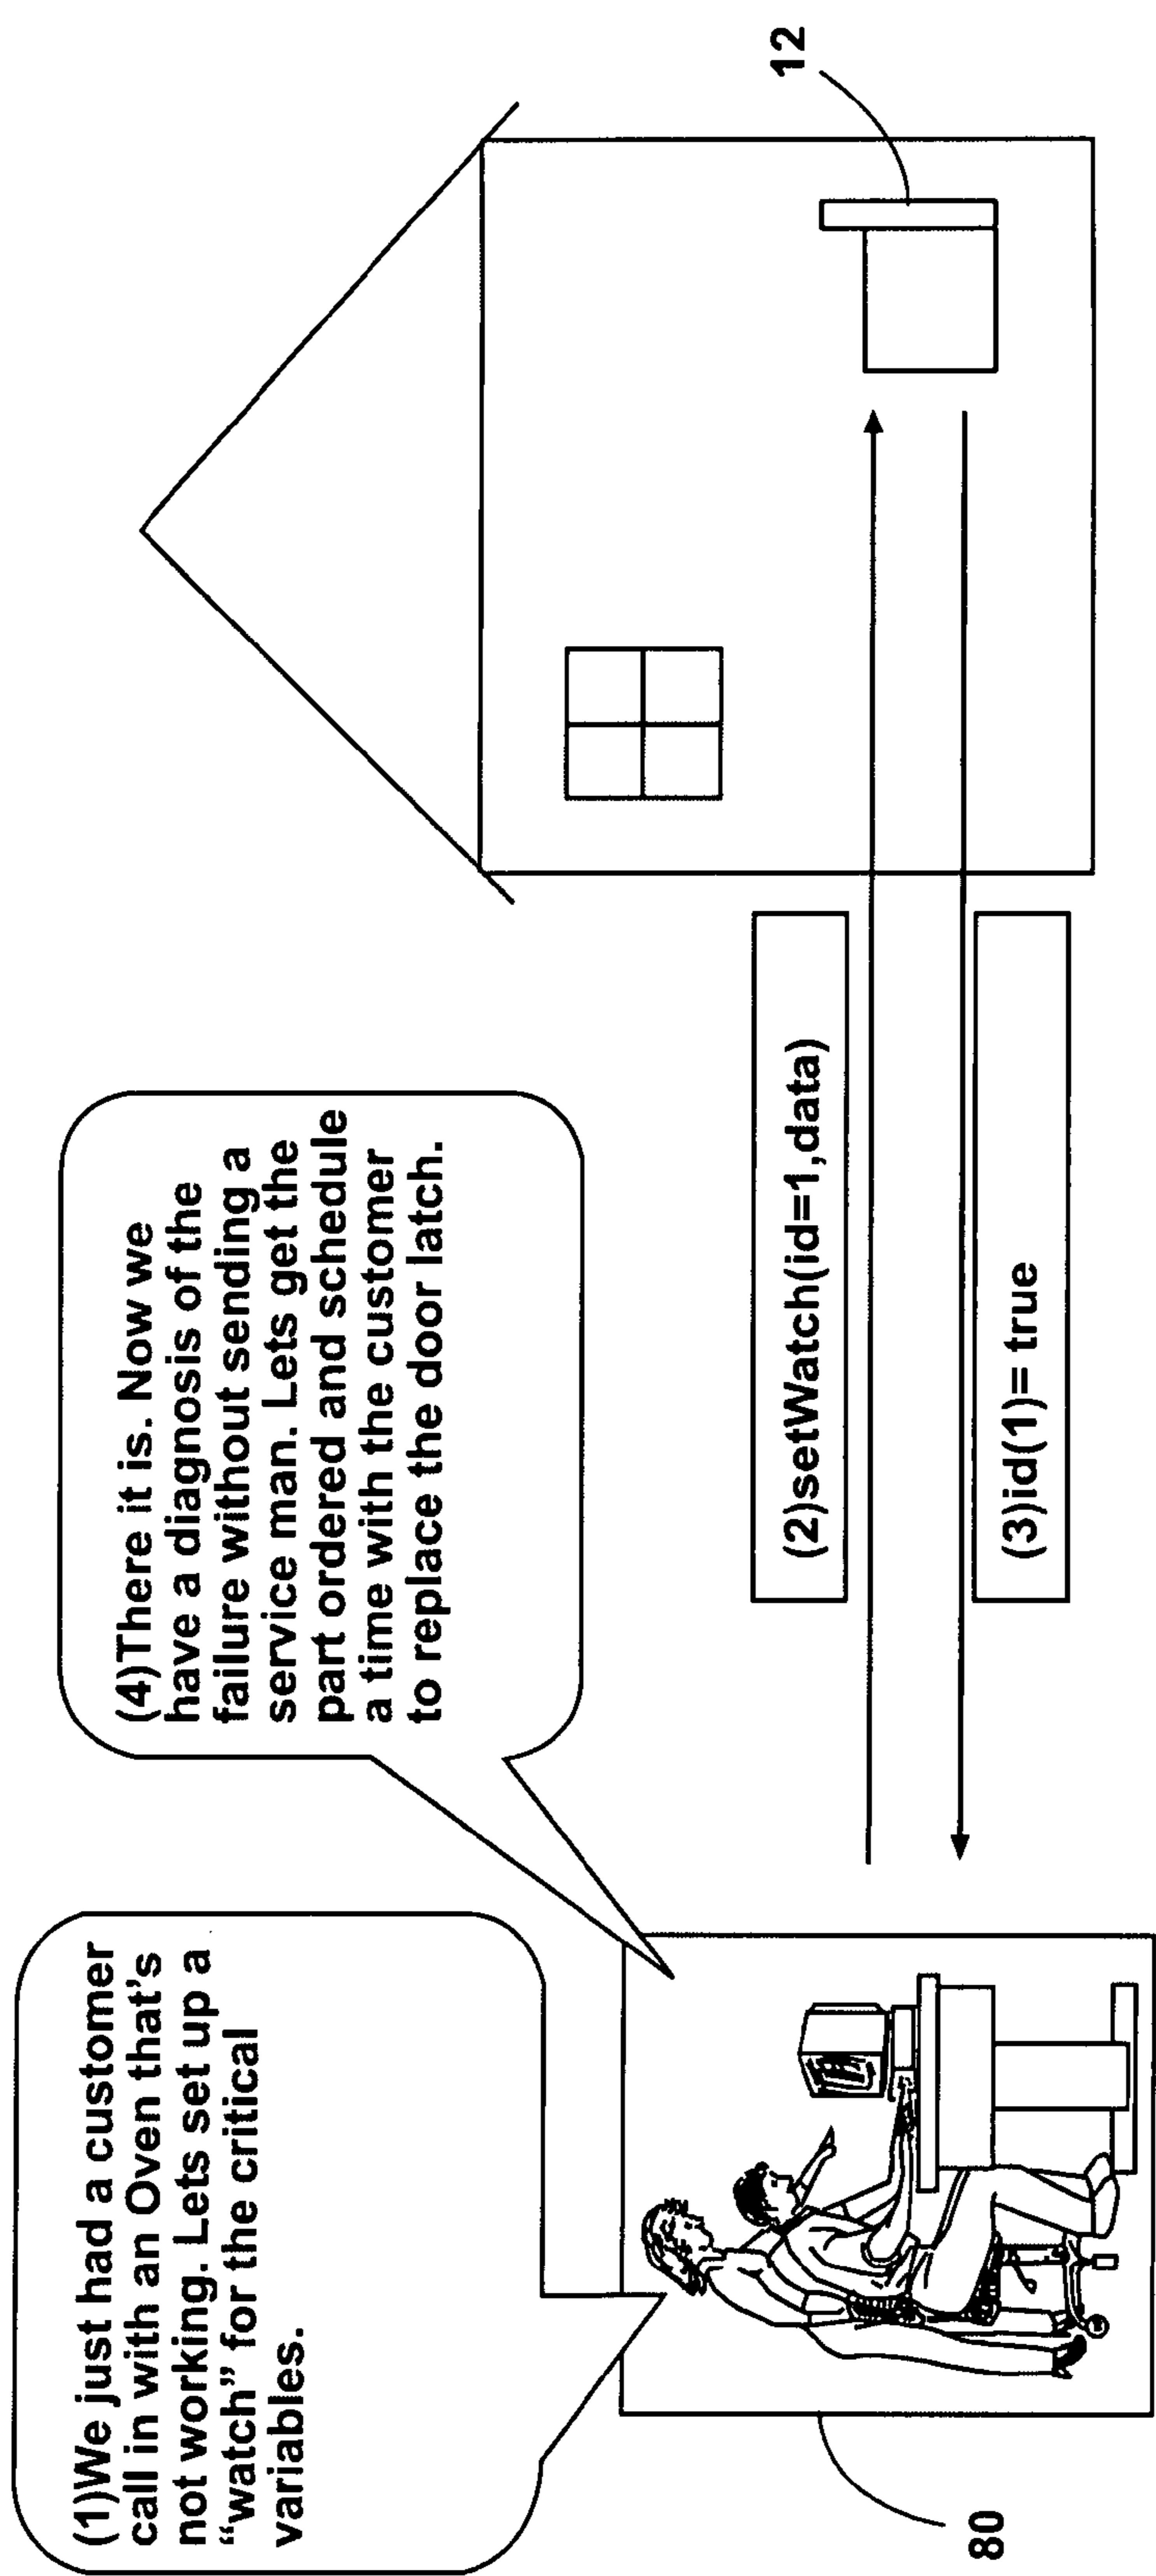 (1)We just had a customer
call in with an Oven that's
not working. Lets set up a
“watch” for the critical
variables.
(4)There it is. Now we
have a diagnosis of the
failure without sending a
service man. Lets get the
part ordered and schedule
a time with the customer
to replace the door latch.
(2)setWatch(id=1,data)
(3)id(1)= true
80
12